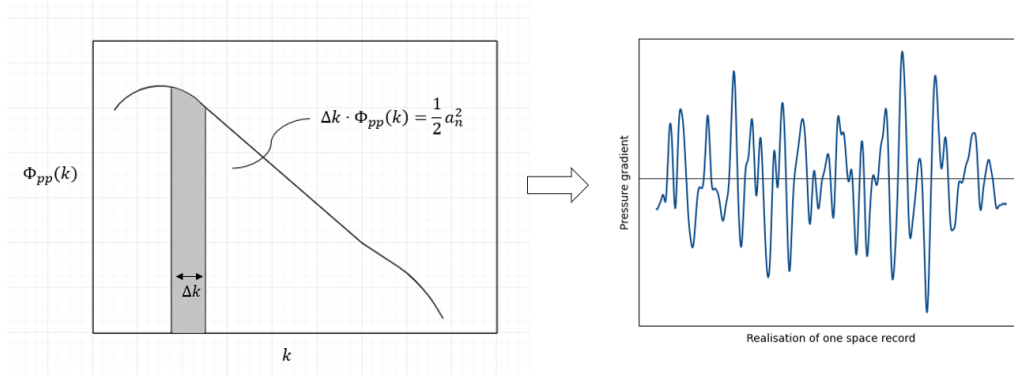 Φ_pp(k)
Δk · Φ_pp(k) = 1/2 a_n^2
Δk
k
Pressure gradient
Realisation of one space record